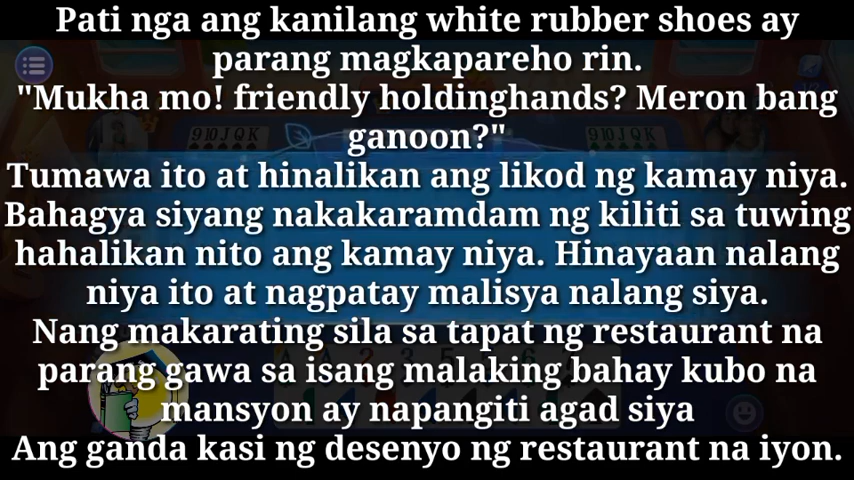 Pati nga ang kanilang white rubber shoes ay
parang magkapareho rin.
"Mukha mo! friendly holdinghands? Meron bang
ganoon?"
Tumawa ito at hinalikan ang likod ng kamay niya.
Bahagya siyang nakakaramdam ng kiliti sa tuwing
hahalikan nito ang kamay niya. Hinayaan nalang
niya ito at nagpatay malisya nalang siya.
Nang makarating sila sa tapat ng restaurant na
parang gawa sa isang malaking bahay kubo na
mansyon ay napangiti agad siya
Ang ganda kasi ng desenyo ng restaurant na iyon.
9 10 J Q K
9 10 J Q K